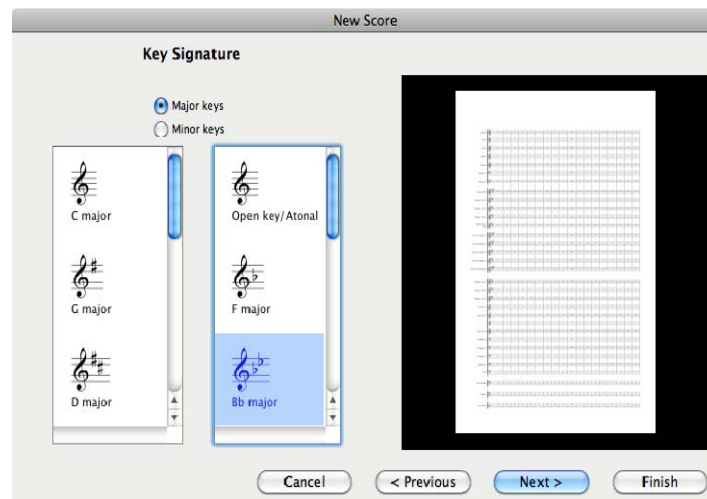 New Score
Key Signature
Major keys
Minor keys
C major
G major
D major
Open key/Atonal
F major
Bb major
Cancel
< Previous
Next >
Finish